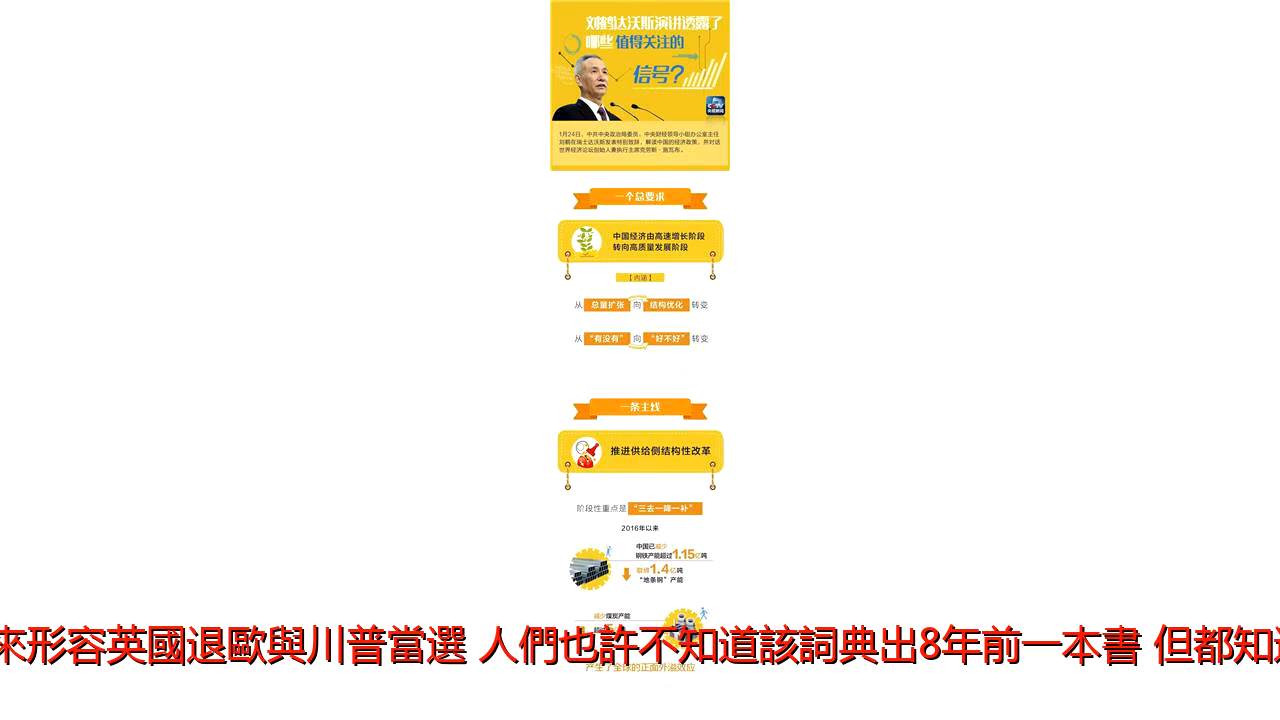 刘鹤达沃斯演讲透露了
哪些 值得关注的
信号?
央视新闻
1月24日，中共中央政治局委员、中央财经领导小组办公室主任
刘鹤在瑞士达沃斯发表特别致辞，解读中国的经济政策，并对话
世界经济论坛创始人兼执行主席克劳斯·施瓦布。
一个总要求
中国经济由高速增长阶段
转向高质量发展阶段
【内涵】
从 总量扩张 向 结构优化 转变
从 “有没有” 向 “好不好” 转变
一条主线
推进供给侧结构性改革
阶段性重点是 “三去一降一补”
2016年以来
中国已减少
钢铁产能超过1.15亿吨
取缔1.4亿吨
“地条钢”产能
减少煤炭产能
來形容英國退歐與川普當選 人們也許不知道該詞典出8年前一本書 但都知道
产生了全球的正面外溢效应